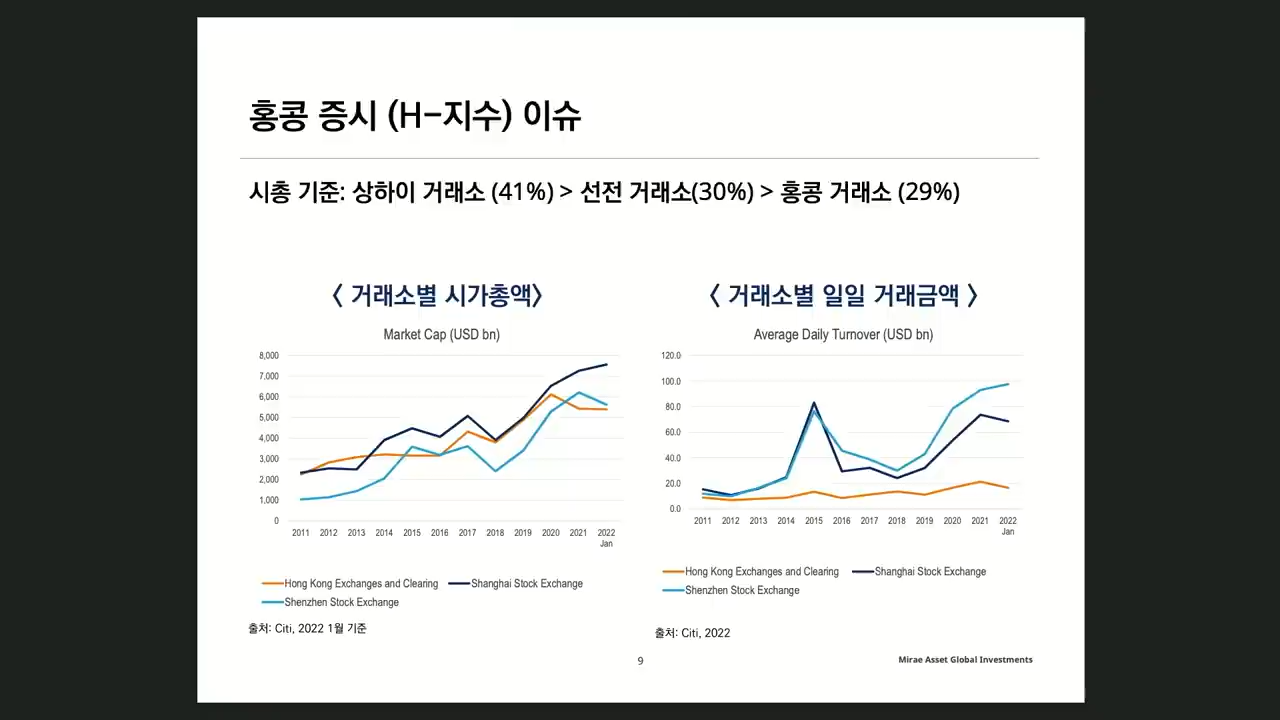 홍콩 증시 (H-지수) 이슈
시총 기준: 상하이 거래소 (41%) > 선전 거래소(30%) > 홍콩 거래소 (29%)
< 거래소별 시가총액>
Market Cap (USD bn)
8,000
7,000
6,000
5,000
4,000
3,000
2,000
1,000
0
2011 2012 2013 2014 2015 2016 2017 2018 2019 2020 2021 2022
Jan
Hong Kong Exchanges and Clearing Shanghai Stock Exchange
Shenzhen Stock Exchange
출처: Citi, 2022 1월 기준
< 거래소별 일일 거래금액 >
Average Daily Turnover (USD bn)
120.0
100.0
80.0
60.0
40.0
20.0
0.0
2011 2012 2013 2014 2015 2016 2017 2018 2019 2020 2021 2022
Jan
Hong Kong Exchanges and Clearing Shanghai Stock Exchange
Shenzhen Stock Exchange
출처: Citi, 2022
9
Mirae Asset Global Investments